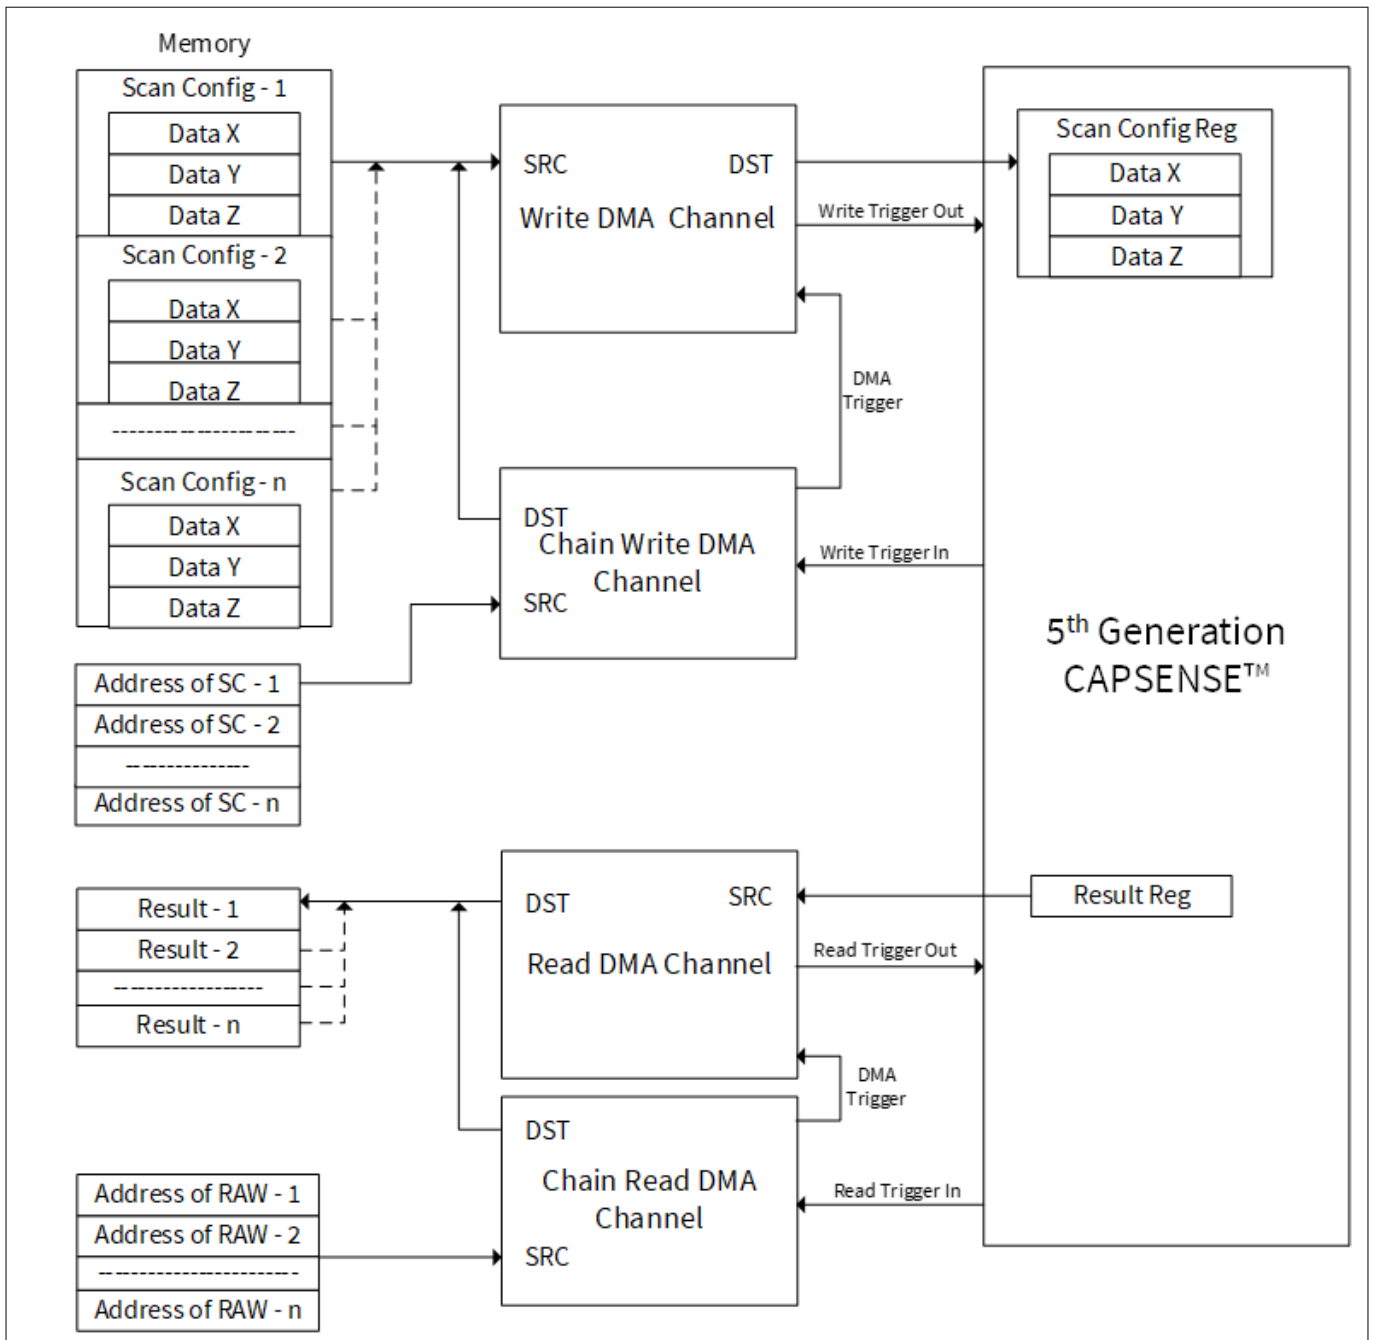 Memory
Scan Config - 1
Data X
Data Y
Data Z
Scan Config - 2
Data X
Data Y
Data Z
Scan Config - n
Data X
Data Y
Data Z
Address of SC - 1
Address of SC - 2
Address of SC - n
Result - 1
Result - 2
Result - n
Address of RAW - 1
Address of RAW - 2
Address of RAW - n
SRC
DST
Write DMA Channel
Write Trigger Out
DMA
Trigger
DST
Chain Write DMA
Channel
SRC
Write Trigger In
DST
SRC
Read DMA Channel
Read Trigger Out
DMA
Trigger
DST
Chain Read DMA
Channel
SRC
Read Trigger In
Scan Config Reg
Data X
Data Y
Data Z
5th Generation
CAPSENSE™
Result Reg